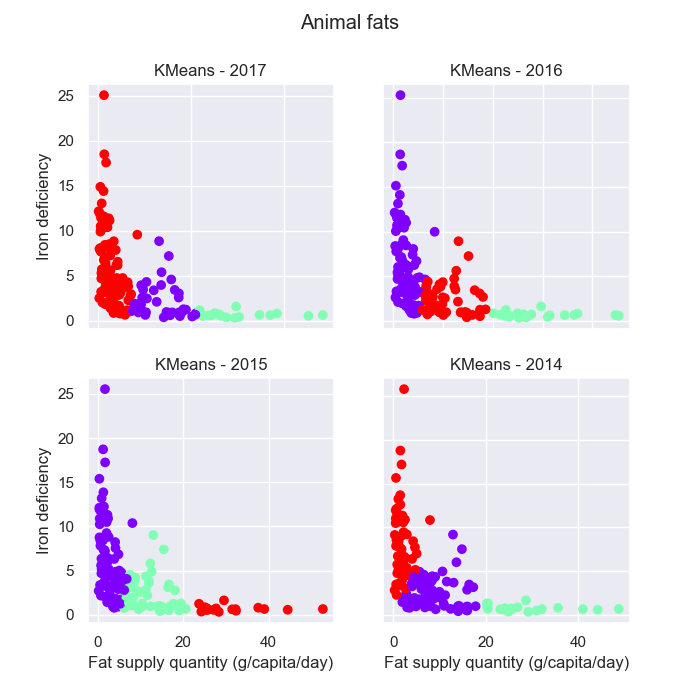 Animal fats
KMeans - 2017
KMeans - 2016
25
20
15
10
5
0
Iron deficiency
KMeans - 2015
KMeans - 2014
25
20
15
10
5
0
Iron deficiency
0 20 40
0 20 40
Fat supply quantity (g/capita/day)
Fat supply quantity (g/capita/day)